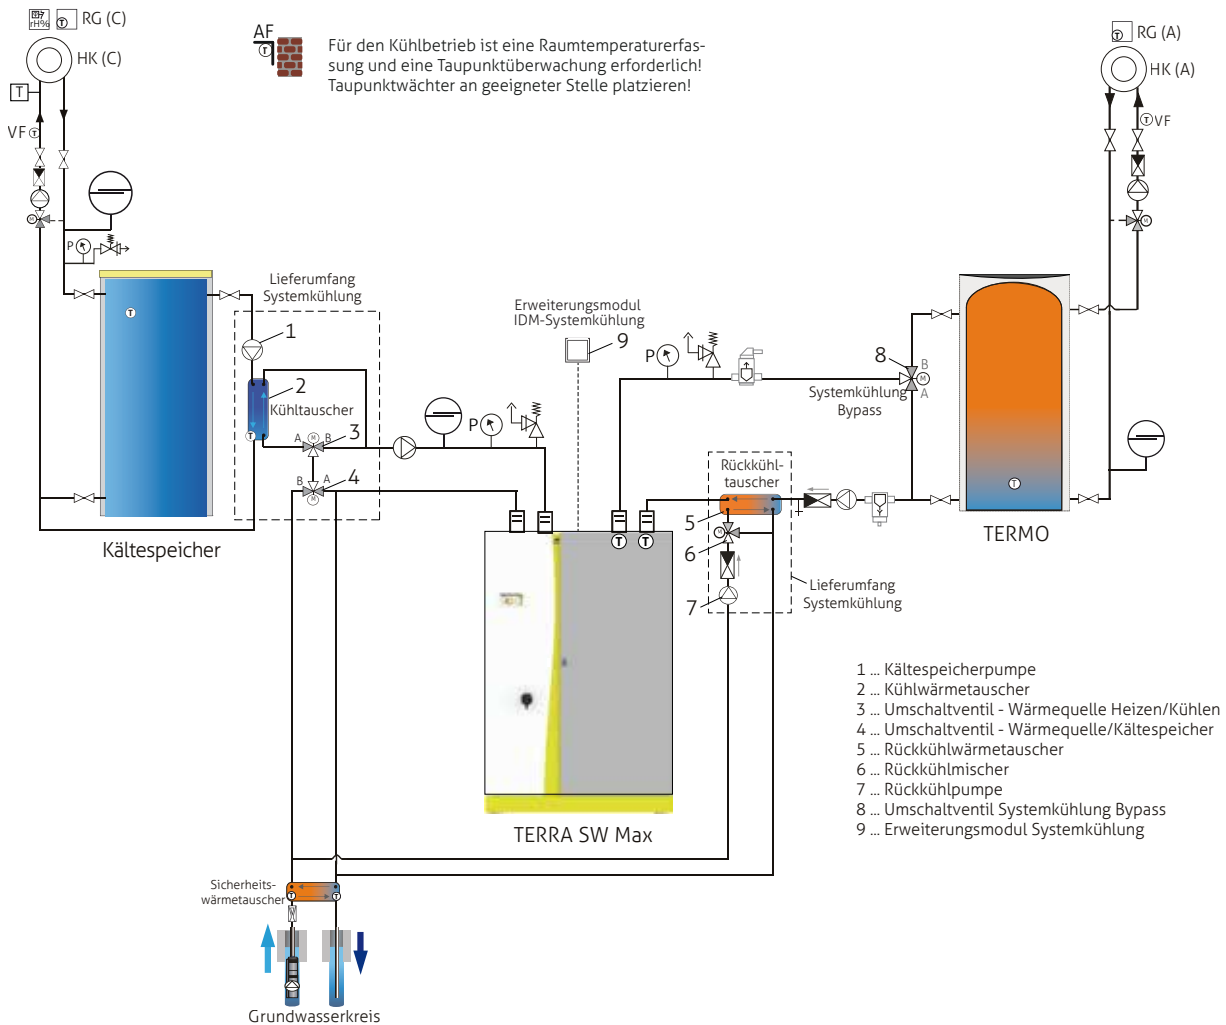 rH%
T
RG (C)
HK (C)
T
VF
T
M
P
AF
T
Für den Kühlbetrieb ist eine Raumtemperaturerfas-
sung und eine Taupunktüberwachung erforderlich!
Taupunktwächter an geeigneter Stelle platzieren!
T
RG (A)
HK (A)
T
VF
M
Lieferumfang
Systemkühlung
Erweiterungsmodul
IDM-Systemkühlung
9
T
1
2
Kühltauscher
T
A
M
B
3
B
A
4
M
P
P
8
B
M
A
Systemkühlung
Bypass
Rückkühl-
tauscher
5
M
6
7
T
T
T
Kältespeicher
TERMO
Lieferumfang
Systemkühlung
TERRA SW Max
1 ... Kältespeicherpumpe
2 ... Kühlwärmetauscher
3 ... Umschaltventil - Wärmequelle Heizen/Kühlen
4 ... Umschaltventil - Wärmequelle/Kältespeicher
5 ... Rückkühlwärmetauscher
6 ... Rückkühlmischer
7 ... Rückkühlpumpe
8 ... Umschaltventil Systemkühlung Bypass
9 ... Erweiterungsmodul Systemkühlung
Sicherheits-
wärmetauscher
T
T
Grundwasserkreis